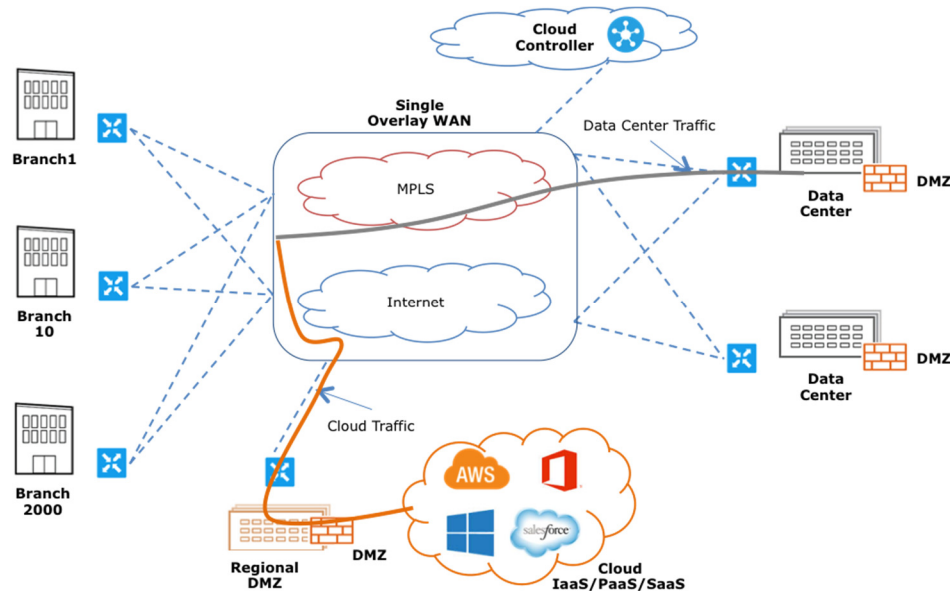 Cloud
Controller
Single
Overlay WAN
Data Center Traffic
Branch1
MPLS
Data
Center
DMZ
Branch
10
Internet
Data
Center
DMZ
Cloud Traffic
Branch
2000
AWS
salesforce
DMZ
Regional
DMZ
Cloud
IaaS/PaaS/SaaS